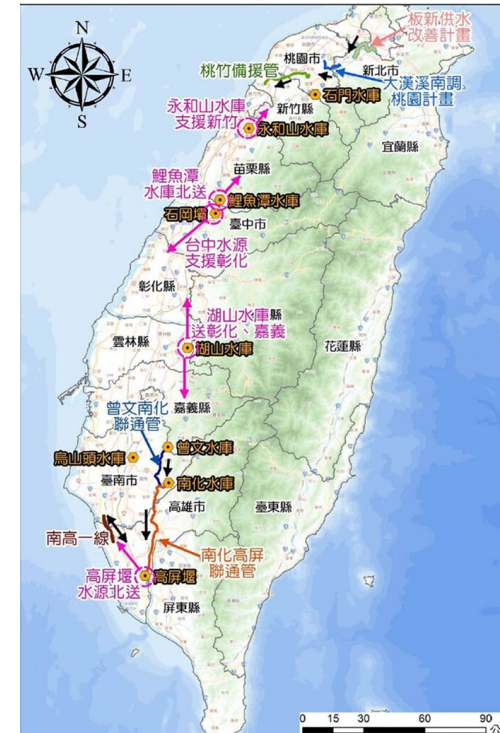 N
W
E
S
板新供水
改善計畫
桃園市
新北市
桃竹備援管
大漢溪南調
桃園計畫
石門水庫
新竹縣
永和山水庫
支援新竹
永和山水庫
宜蘭縣
苗栗縣
鯉魚潭
水庫北送
鯉魚潭水庫
石岡壩
臺中市
台中水源
支援彰化
彰化縣
湖山水庫縣
送彰化、嘉義
雲林縣
湖山水庫
花蓮縣
嘉義縣
曾文南化
聯通管
曾文水庫
烏山頭水庫
南化水庫
臺南市
高雄市
臺東縣
南高一線
南化高屏
聯通管
高屏堰
水源北送
高屏堰
屏東縣
0 15 30 60 90
公